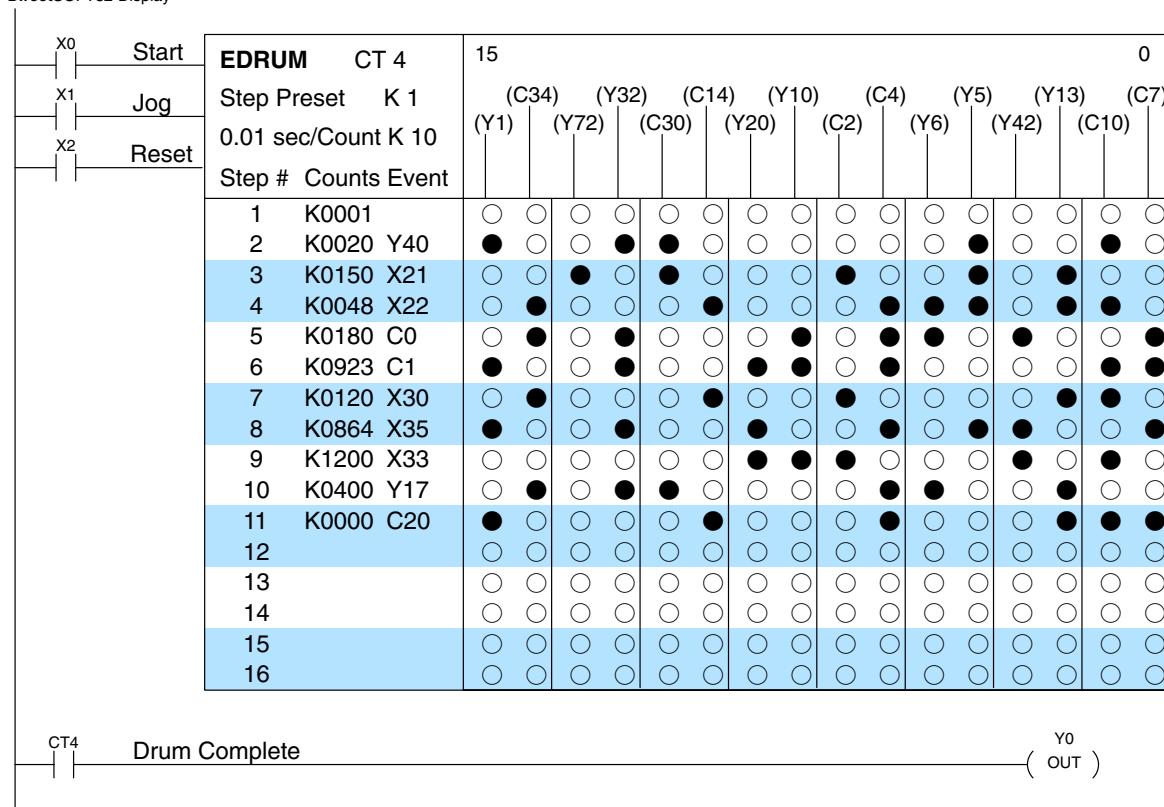 X0 Start
X1 Jog
X2 Reset
EDRUM CT 4
Step Preset K 1
0.01 sec/Count K 10
Step # Counts Event
15 0
(C34) (Y32) (C14) (Y10) (C4) (Y5) (Y13) (C7)
(Y1) (Y72) (C30) (Y20) (C2) (Y6) (Y42) (C10)
1 K0001
2 K0020 Y40
3 K0150 X21
4 K0048 X22
5 K0180 C0
6 K0923 C1
7 K0120 X30
8 K0864 X35
9 K1200 X33
10 K0400 Y17
11 K0000 C20
12
13
14
15
16
CT4 Drum Complete Y0
OUT